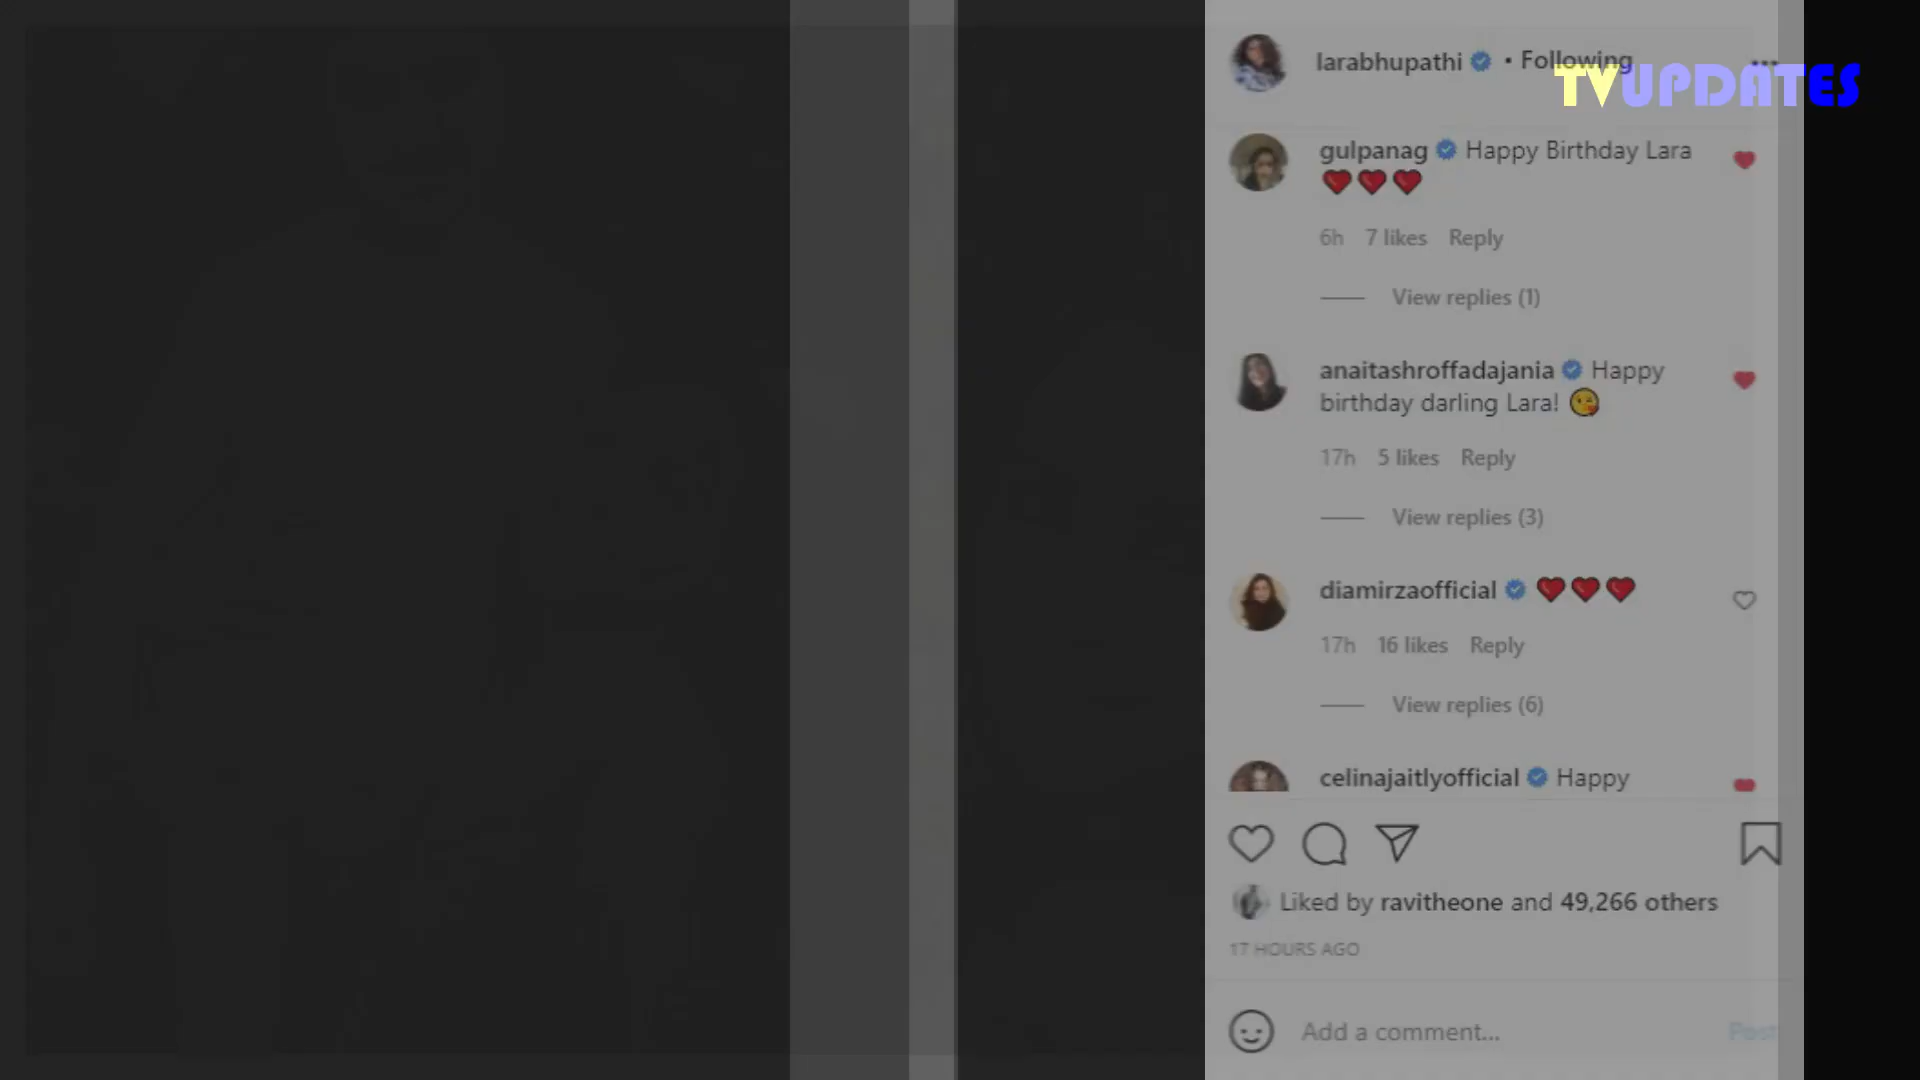 larabhupathi • Following
TVUPDATES
gulpanag Happy Birthday Lara
❤️❤️❤️
6h 7 likes Reply
View replies (1)
anaitashroffadajania Happy
birthday darling Lara! 😘
17h 5 likes Reply
View replies (3)
diamirzaofficial ❤️❤️❤️
17h 16 likes Reply
View replies (6)
celinajaitlyofficial Happy
Liked by ravitheone and 49,266 others
17 HOURS AGO
Add a comment... Post